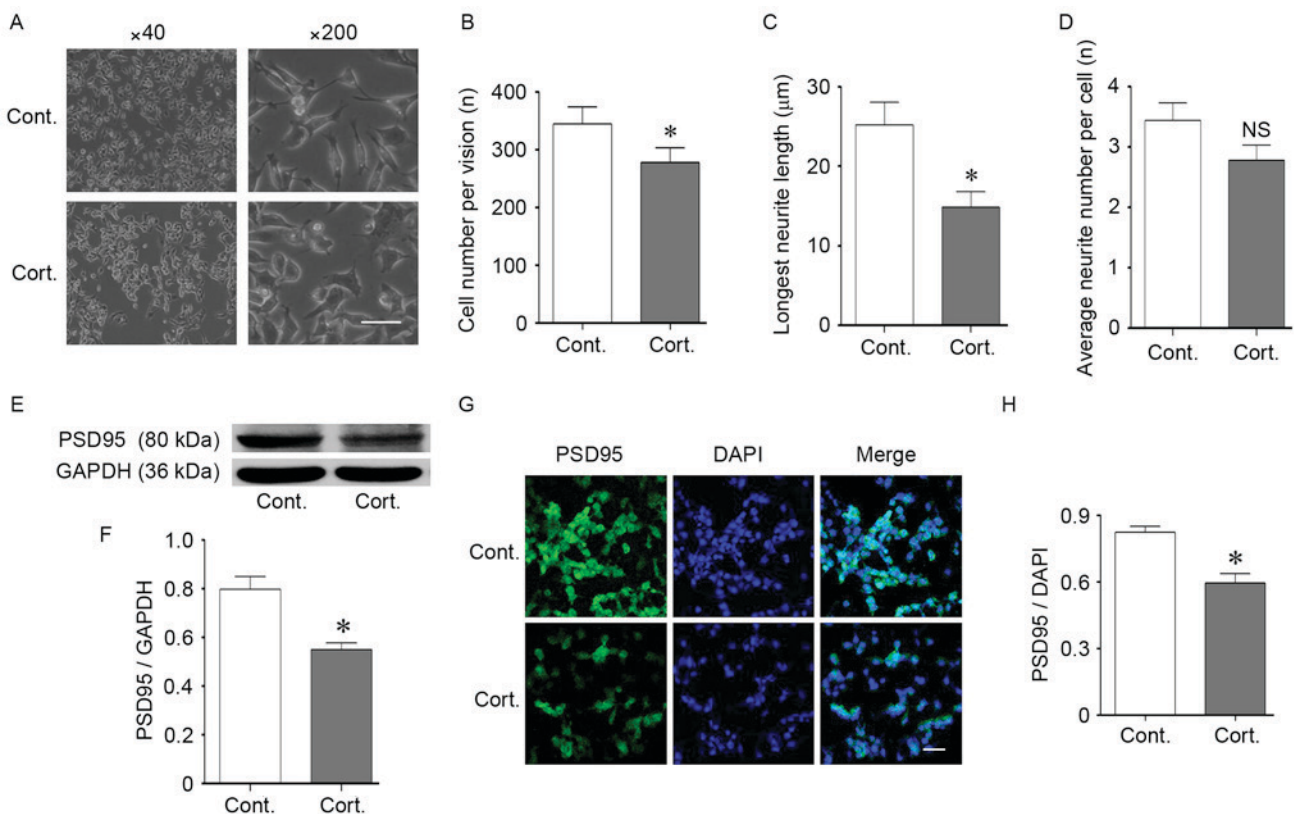 A
×40
×200
Cont.
Cort.
B
Cell number per vision (n)
400
300
200
100
0
*
Cont.
Cort.
C
Longest neurite length (μm)
30
20
10
0
*
Cont.
Cort.
D
Average neurite number per cell (n)
4
3
2
1
0
NS
Cont.
Cort.
E
PSD95 (80 kDa)
GAPDH (36 kDa)
Cont.
Cort.
F
PSD95 / GAPDH
1.0
0.8
0.6
0.4
0.2
0
*
Cont.
Cort.
G
PSD95
DAPI
Merge
Cont.
Cort.
H
PSD95 / DAPI
0.9
0.6
0.3
0
*
Cont.
Cort.